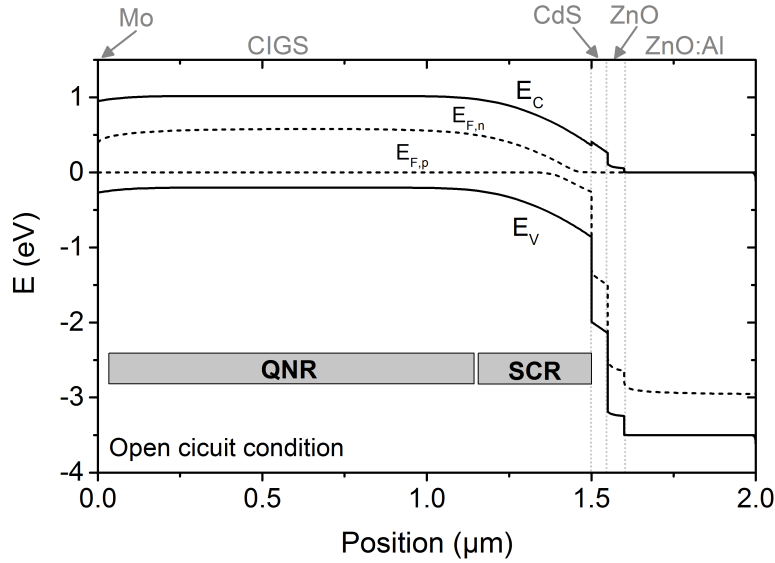 Mo
CIGS
CdS
ZnO
ZnO:Al
1
0
-1
-2
-3
-4
E (eV)
E_C
E_F,n
E_F,p
E_V
QNR
SCR
Open cicuit condition
0.0 0.5 1.0 1.5 2.0
Position (µm)